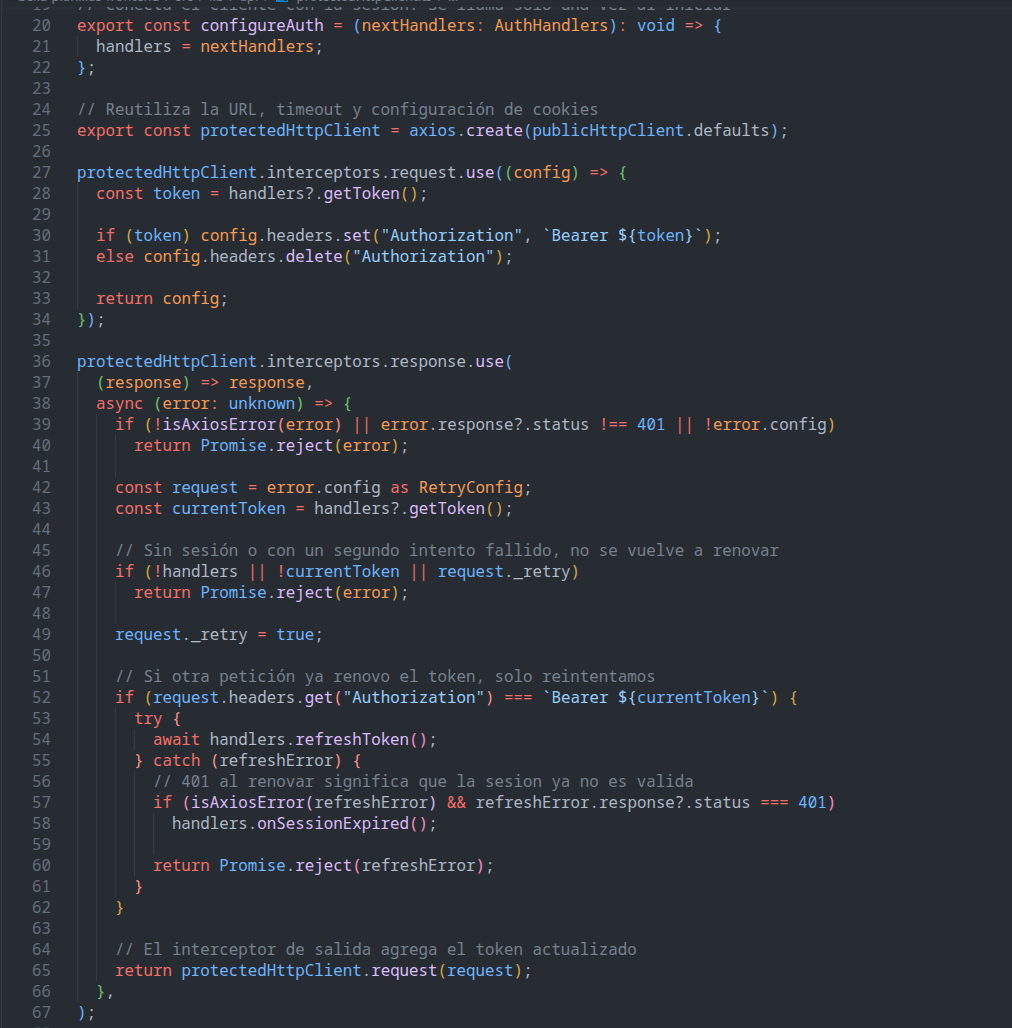 20 export const configureAuth = (nextHandlers: AuthHandlers): void => {
21   handlers = nextHandlers;
22 };
23
24 // Reutiliza la URL, timeout y configuración de cookies
25 export const protectedHttpClient = axios.create(publicHttpClient.defaults);
26
27 protectedHttpClient.interceptors.request.use((config) => {
28   const token = handlers?.getToken();
29
30   if (token) config.headers.set("Authorization", `Bearer ${token}`);
31   else config.headers.delete("Authorization");
32
33   return config;
34 });
35
36 protectedHttpClient.interceptors.response.use(
37   (response) => response,
38   async (error: unknown) => {
39     if (!isAxiosError(error) || error.response?.status !== 401 || !error.config)
40       return Promise.reject(error);
41
42     const request = error.config as RetryConfig;
43     const currentToken = handlers?.getToken();
44
45     // Sin sesión o con un segundo intento fallido, no se vuelve a renovar
46     if (!handlers || !currentToken || request._retry)
47       return Promise.reject(error);
48
49     request._retry = true;
50
51     // Si otra petición ya renovo el token, solo reintentamos
52     if (request.headers.get("Authorization") === `Bearer ${currentToken}`) {
53       try {
54         await handlers.refreshToken();
55       } catch (refreshError) {
56         // 401 al renovar significa que la sesion ya no es valida
57         if (isAxiosError(refreshError) && refreshError.response?.status === 401)
58           handlers.onSessionExpired();
59
60         return Promise.reject(refreshError);
61       }
62     }
63
64     // El interceptor de salida agrega el token actualizado
65     return protectedHttpClient.request(request);
66   },
67 );